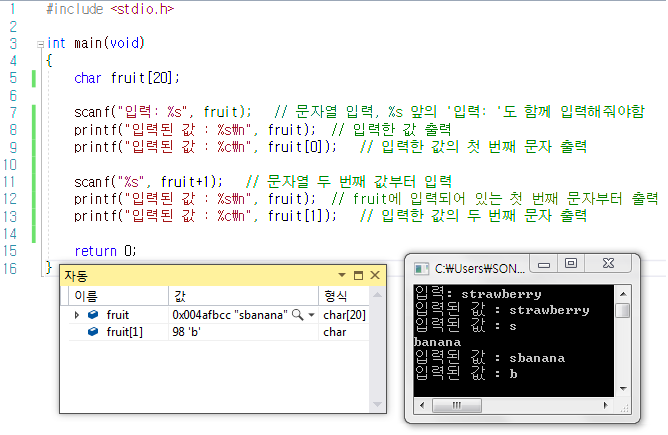 1 #include <stdio.h>
2
3 int main(void)
4 {
5 char fruit[20];
6
7 scanf("입력: %s", fruit); // 문자열 입력, %s 앞의 '입력: '도 함께 입력해줘야함
8 printf("입력된 값 : %s₩n", fruit); // 입력한 값 출력
9 printf("입력된 값 : %c₩n", fruit[0]); // 입력한 값의 첫 번째 문자 출력
10
11 scanf("%s", fruit+1); // 문자열 두 번째 값부터 입력
12 printf("입력된 값 : %s₩n", fruit); // fruit에 입력되어 있는 첫 번째 문자부터 출력
13 printf("입력된 값 : %c₩n", fruit[1]); // 입력한 값의 두 번째 문자 출력
14
15 return 0;
16 }
자동
이름 값 형식
fruit 0x004afbcc "sbanana" char[20]
fruit[1] 98 'b' char
C:₩Users₩SON...
입력: strawberry
입력된 값 : strawberry
입력된 값 : s
banana
입력된 값 : sbanana
입력된 값 : b